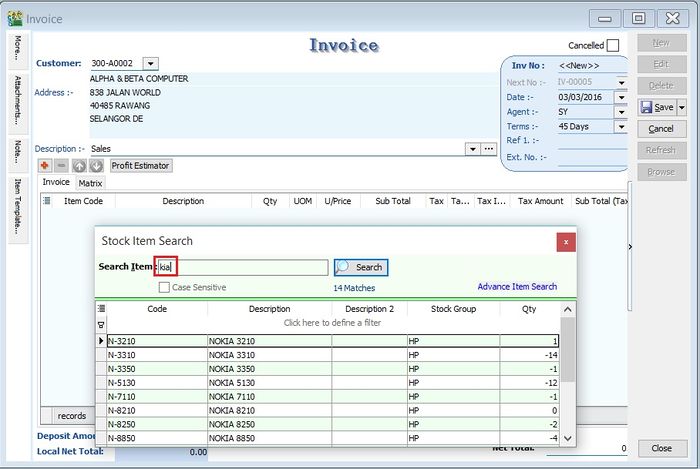 Invoice
More...
Attachments...
Note...
Item Template...
Invoice
Cancelled
Customer: 300-A0002
ALPHA & BETA COMPUTER
Address :- 838 JALAN WORLD
40485 RAWANG
SELANGOR DE
Inv No : <<New>>
Next No :- IV-00005
Date :- 03/03/2016
Agent :- SY
Terms :- 45 Days
Ref 1. :-
Ext. No. :-
Description :- Sales
Profit Estimator
Invoice Matrix
Item Code Description Qty UOM U/Price Sub Total Tax Ta... Tax I... Tax Amount Sub Total (Tax
New
Edit
Delete
Save
Cancel
Refresh
Browse
Stock Item Search x
Search Item: kia Search
Case Sensitive 14 Matches Advance Item Search
Code Description Description 2 Stock Group Qty
Click here to define a filter
N-3210 NOKIA 3210 HP 1
N-3310 NOKIA 3310 HP -14
N-3350 NOKIA 3350 HP -1
N-5130 NOKIA 5130 HP -12
N-7110 NOKIA 7110 HP -1
N-8210 NOKIA 8210 HP 0
N-8250 NOKIA 8250 HP -2
N-8850 NOKIA 8850 HP -4
records
Deposit Amou
Local Net Total: 0.00
Net Total: 0
Close